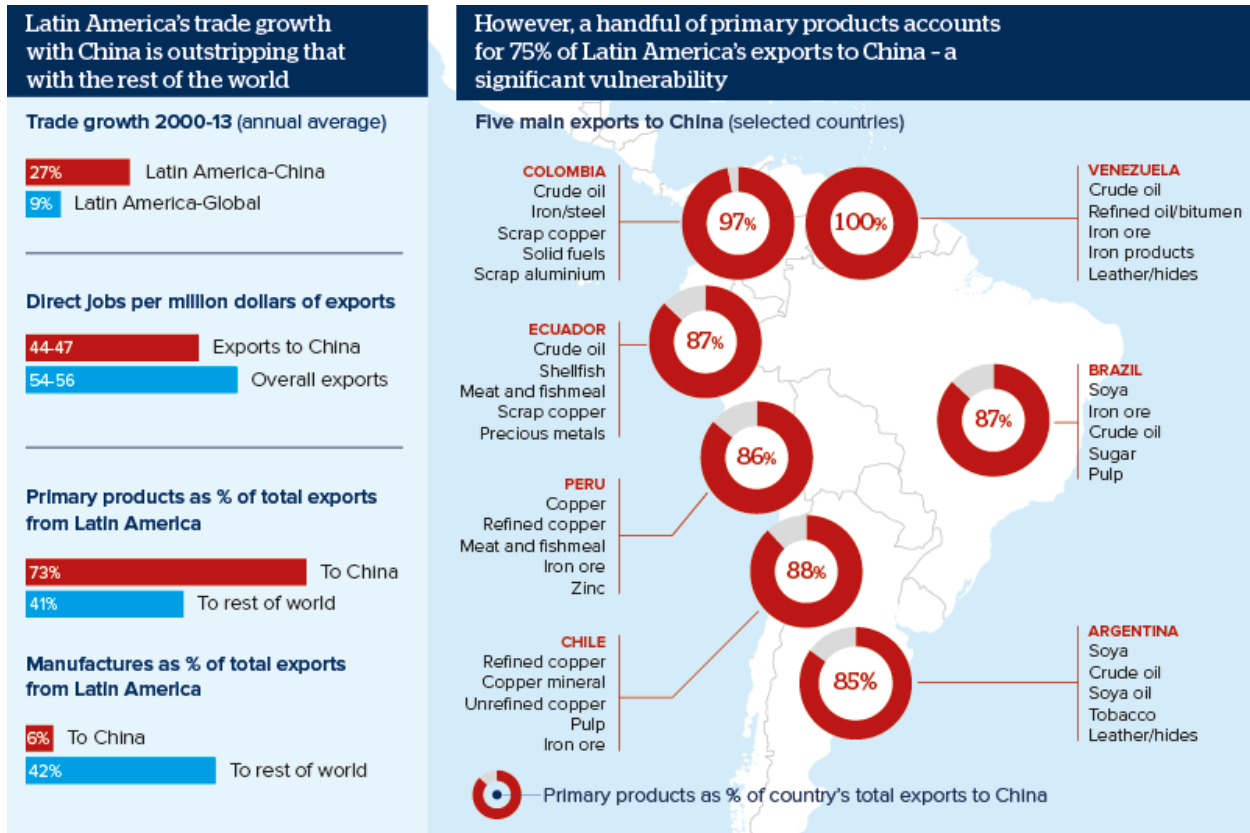 Latin America's trade growth
with China is outstripping that
with the rest of the world
Trade growth 2000-13 (annual average)
27% Latin America-China
9% Latin America-Global
Direct jobs per million dollars of exports
44-47 Exports to China
54-56 Overall exports
Primary products as % of total exports
from Latin America
73% To China
41% To rest of world
Manufactures as % of total exports
from Latin America
6% To China
42% To rest of world
However, a handful of primary products accounts
for 75% of Latin America's exports to China – a
significant vulnerability
Five main exports to China (selected countries)
COLOMBIA
Crude oil
Iron/steel
Scrap copper
Solid fuels
Scrap aluminium
97%
100%
VENEZUELA
Crude oil
Refined oil/bitumen
Iron ore
Iron products
Leather/hides
ECUADOR
Crude oil
Shellfish
Meat and fishmeal
Scrap copper
Precious metals
87%
BRAZIL
Soya
Iron ore
Crude oil
Sugar
Pulp
87%
PERU
Copper
Refined copper
Meat and fishmeal
Iron ore
Zinc
86%
CHILE
Refined copper
Copper mineral
Unrefined copper
Pulp
Iron ore
88%
ARGENTINA
Soya
Crude oil
Soya oil
Tobacco
Leather/hides
85%
Primary products as % of country's total exports to China